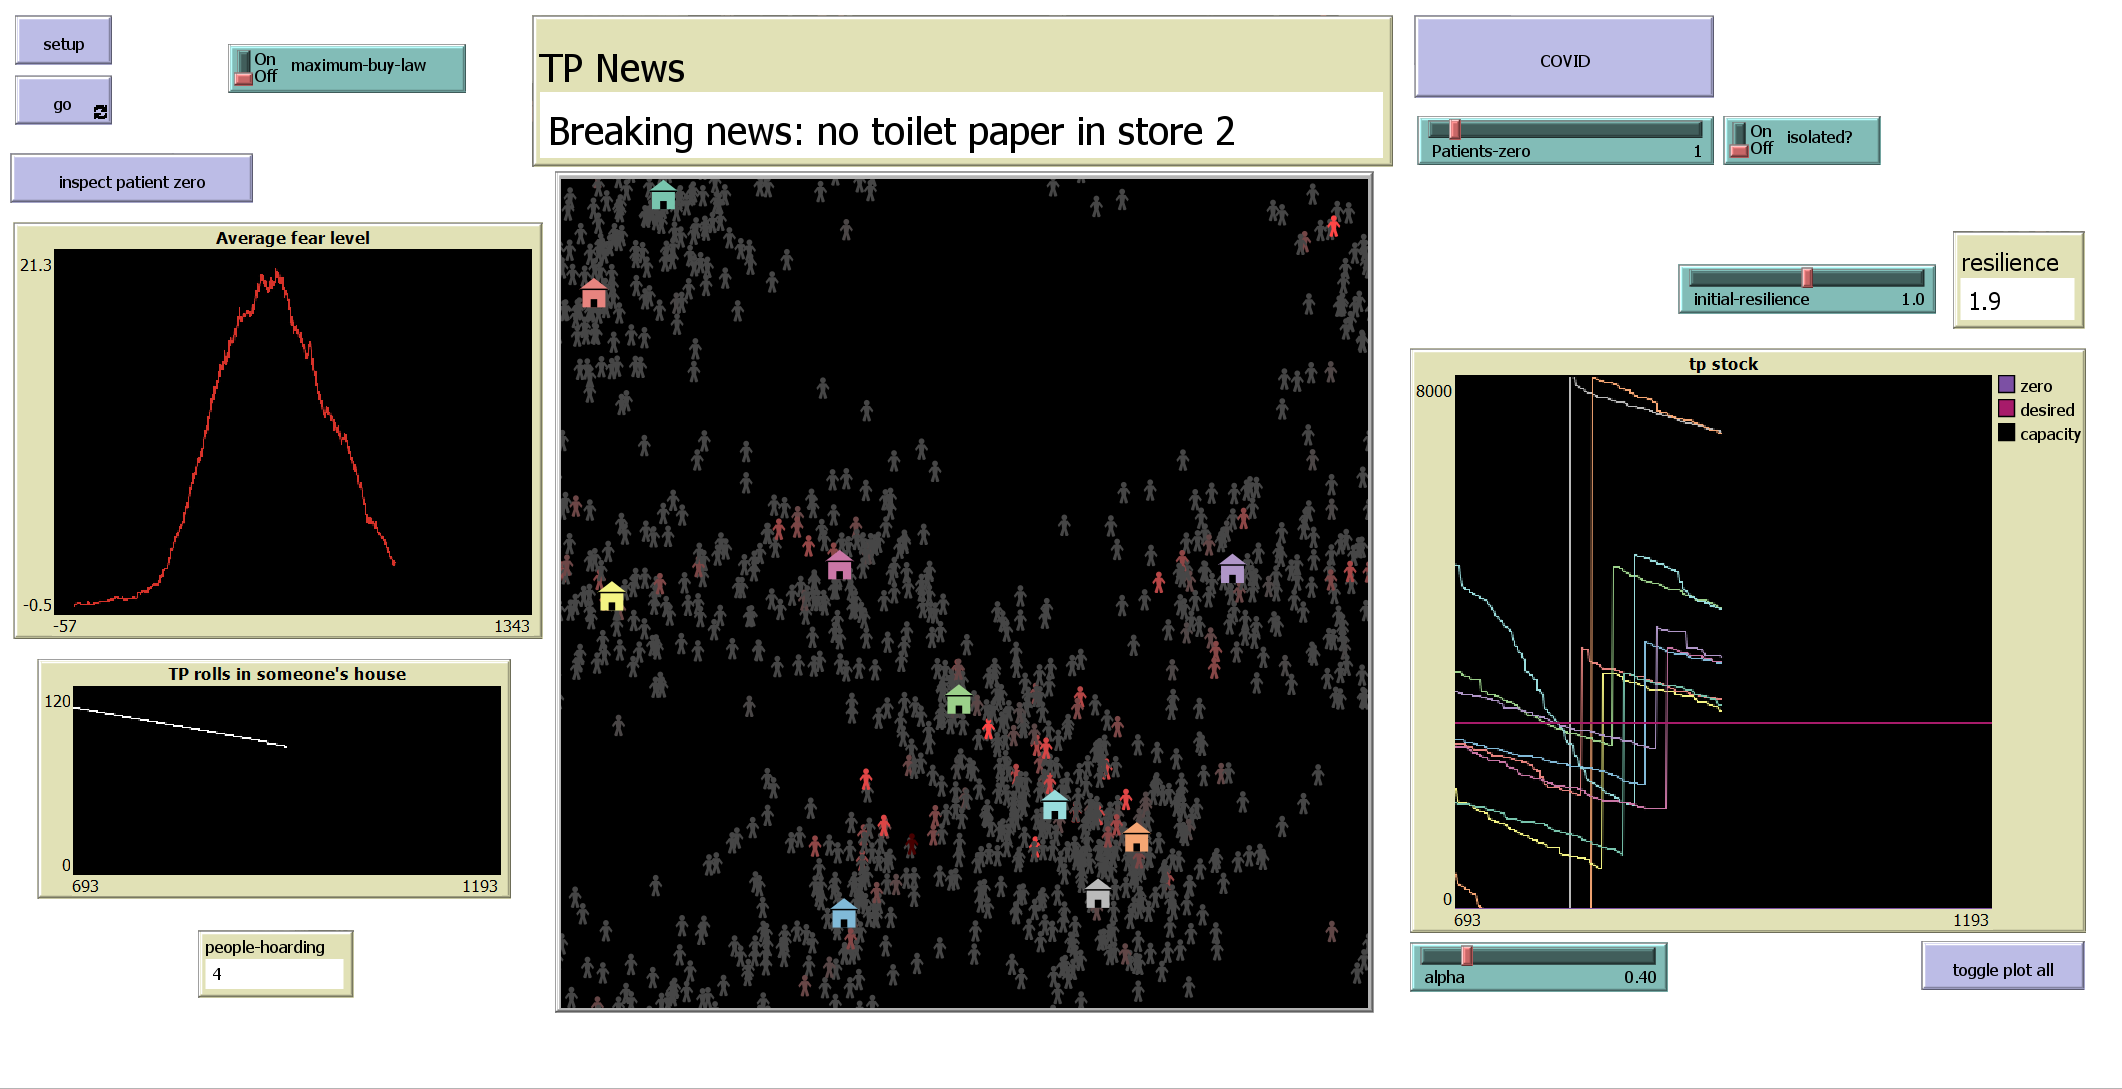 setup
On
Off
maximum-buy-law
go
inspect patient zero
TP News
Breaking news: no toilet paper in store 2
COVID
Patients-zero 1
On
Off
isolated?
initial-resilience 1.0
resilience
1.9
Average fear level
21.3
-0.5
-57 1343
TP rolls in someone's house
120
0
693 1193
people-hoarding
4
tp stock
8000
0
693 1193
zero
desired
capacity
alpha 0.40
toggle plot all